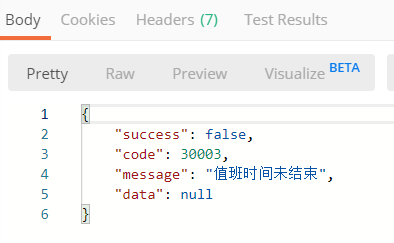 Body Cookies Headers (7) Test Results
Pretty Raw Preview Visualize BETA
1 {
2 "success": false,
3 "code": 30003,
4 "message": "值班时间未结束",
5 "data": null
6 }